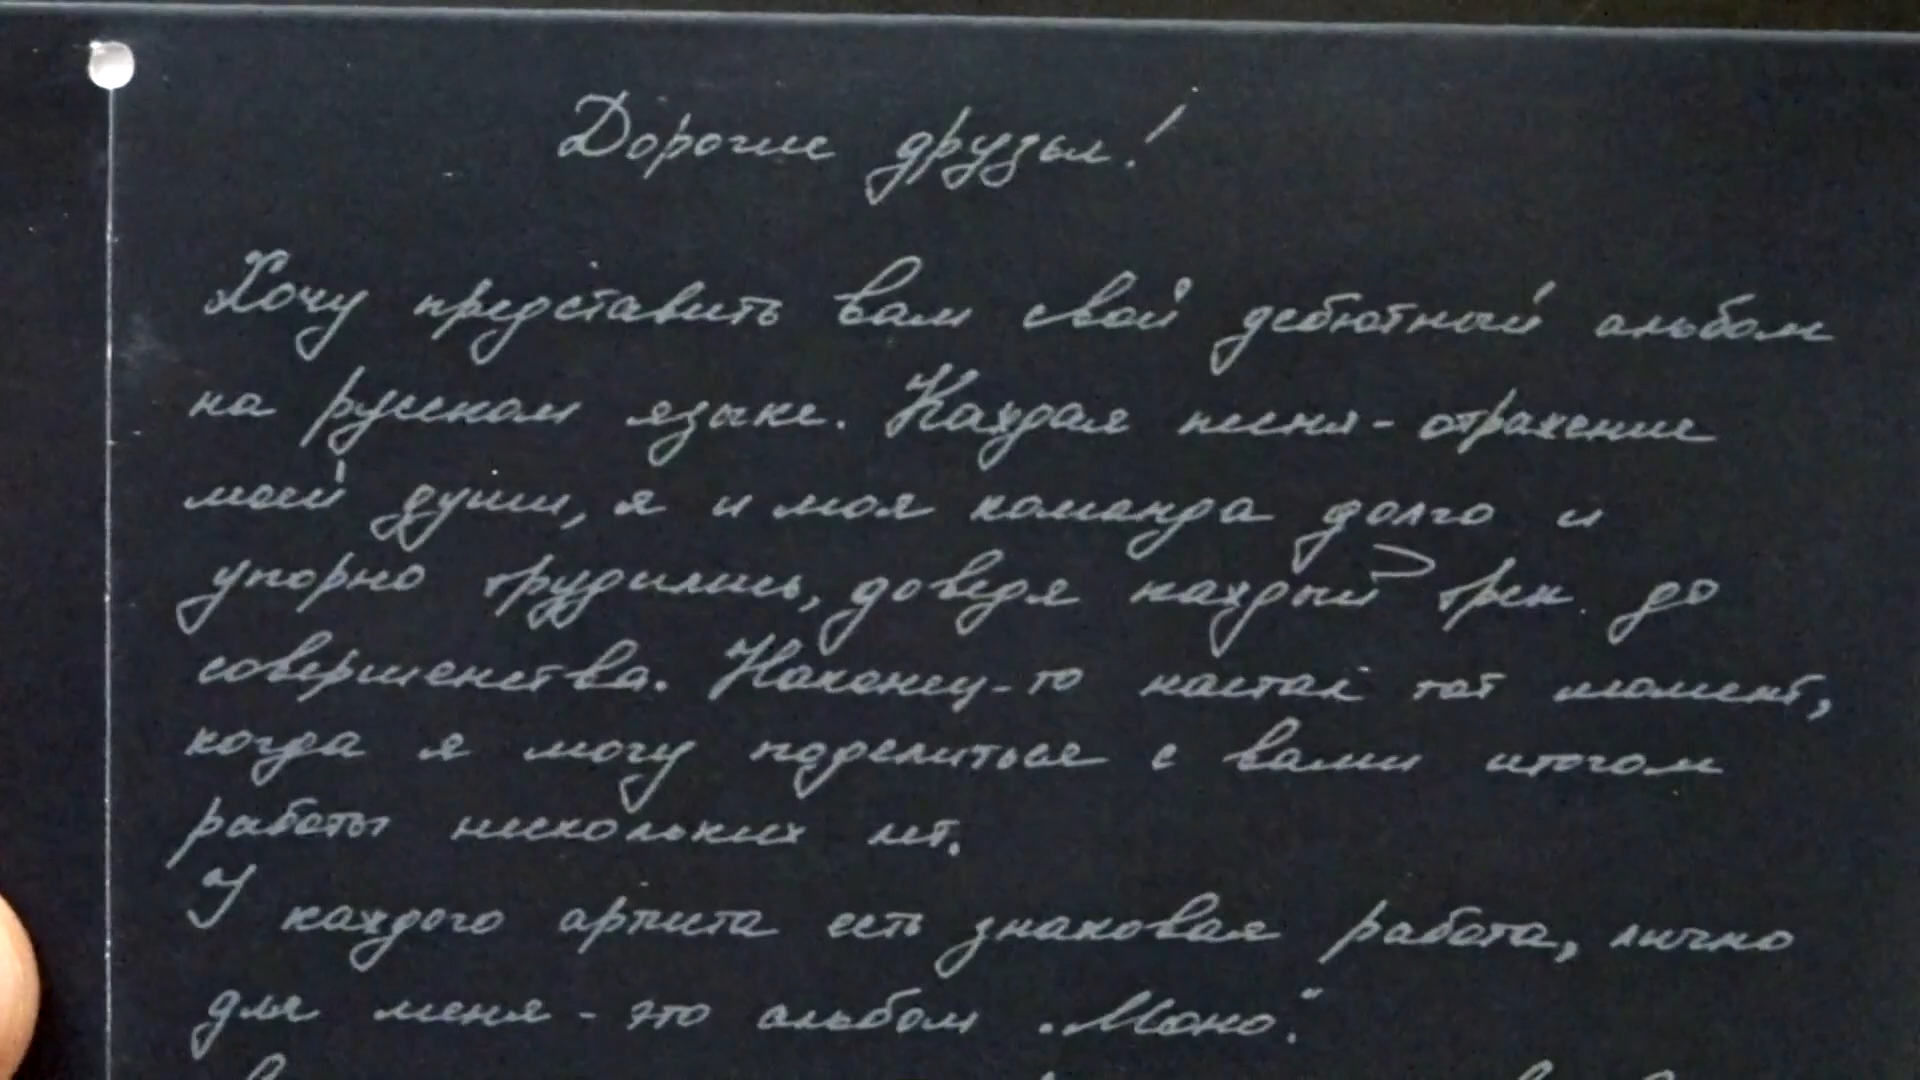 Дорогие друзья!
Хочу представить вам свой дебютный альбом
на русском языке. Каждая песня - отражение
моей души, я и моя команда долго и
упорно трудились, доведя каждый трек до
совершенства. Наконец-то настал тот момент,
когда я могу поделиться с вами итогом
работы нескольких лет.
У каждого артиста есть знаковая работа, лично
для меня - это альбом „Моно".